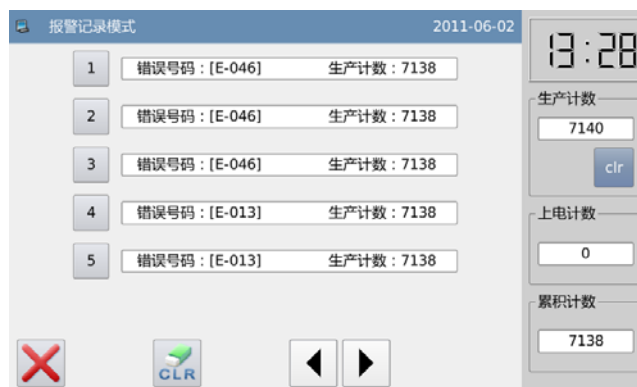 报警记录模式 2011-06-02
13:28
1 错误号码：[E-046] 生产计数：7138
2 错误号码：[E-046] 生产计数：7138
3 错误号码：[E-046] 生产计数：7138
4 错误号码：[E-013] 生产计数：7138
5 错误号码：[E-013] 生产计数：7138
CLR
生产计数
7140
clr
上电计数
0
累积计数
7138